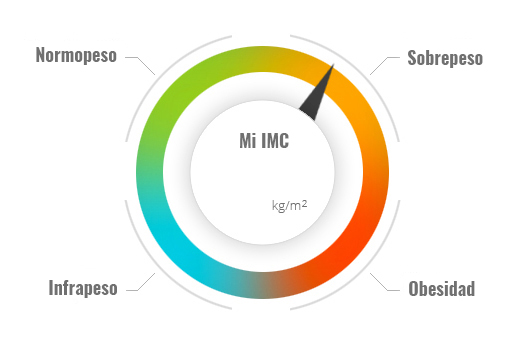 Normopeso
Sobrepeso
Mi IMC
kg/m²
Infrapeso
Obesidad